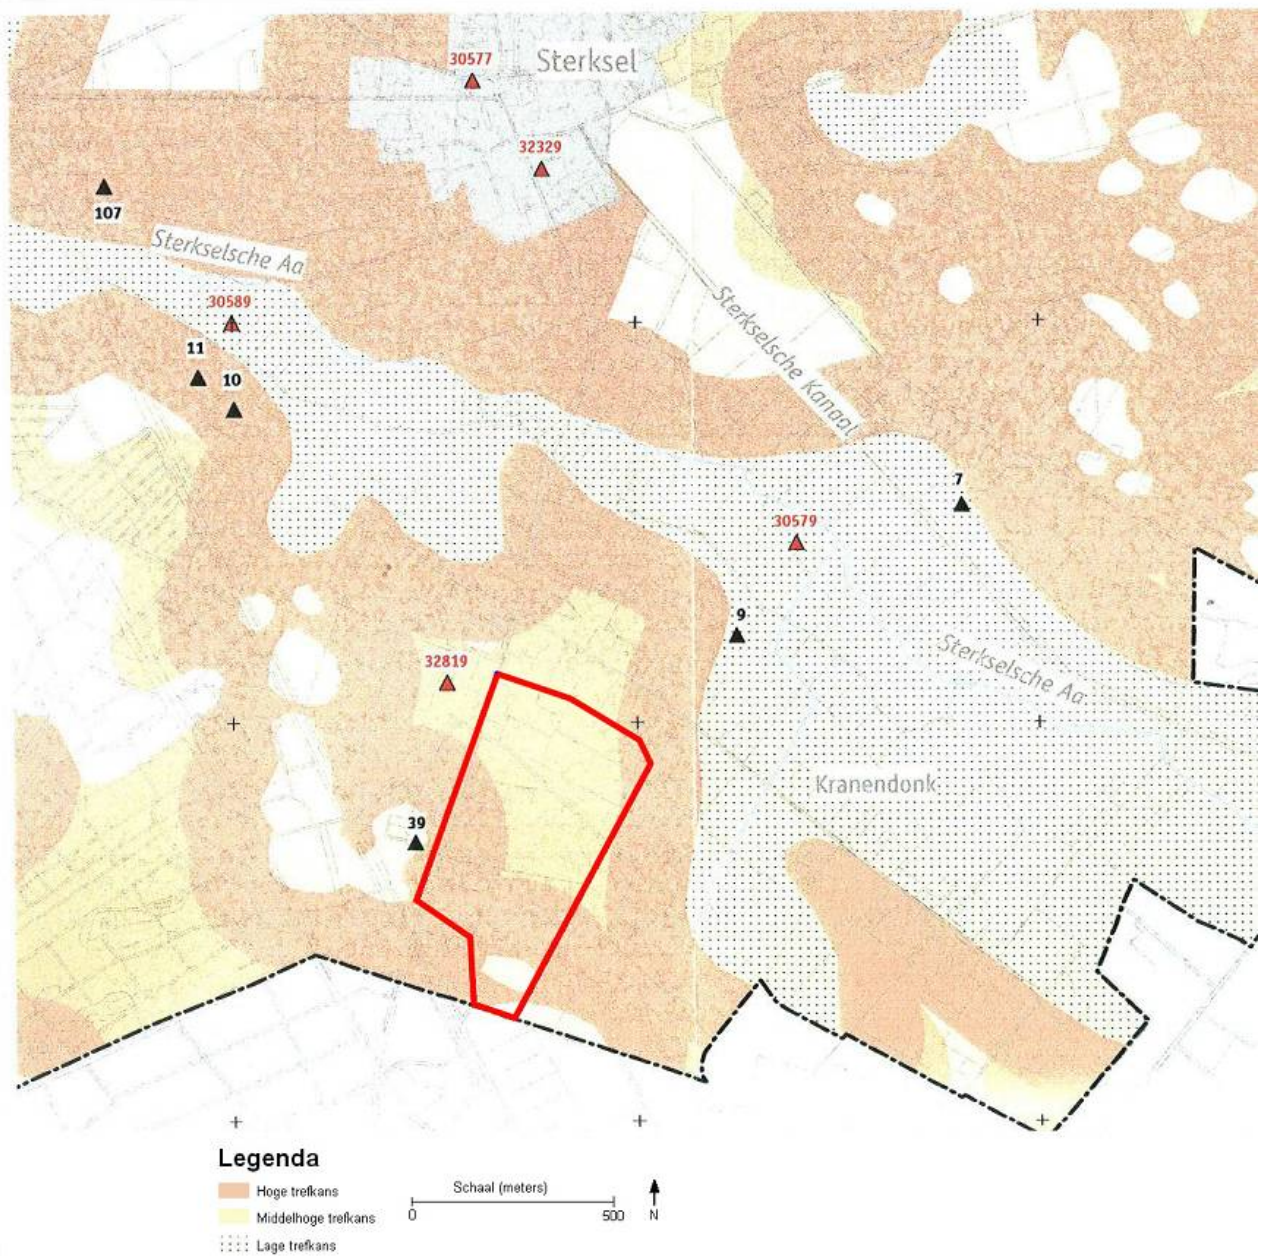 Sterksel
30577
32329
107
Sterkselsche Aa
30589
11
10
Sterkselsche Kanaal
7
30579
9
Sterkselsche Aa
32819
Kranendonk
39
Legenda
Hoge trefkans
Middelhoge trefkans
Lage trefkans
Schaal (meters)
0 500
N